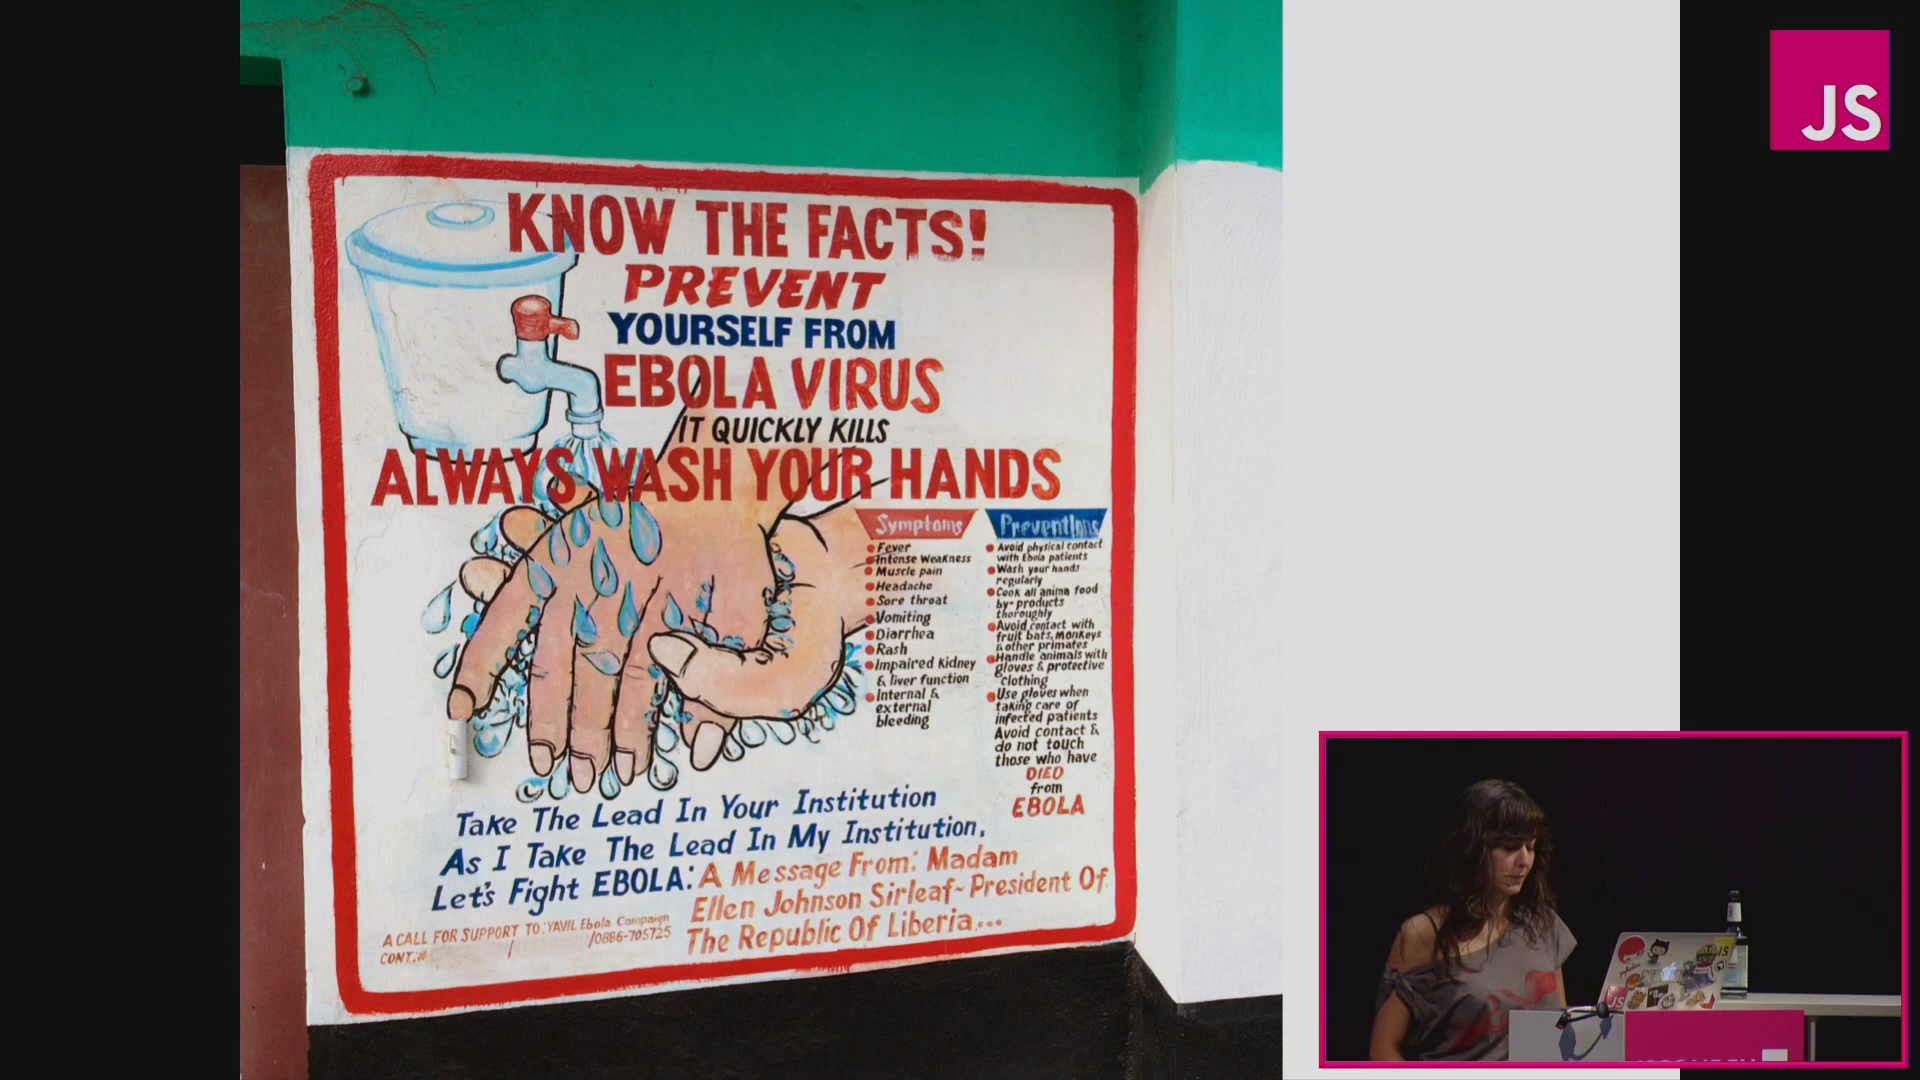 KNOW THE FACTS!
PREVENT
YOURSELF FROM
EBOLA VIRUS
IT QUICKLY KILLS
ALWAYS WASH YOUR HANDS
Symptoms
Fever
Intense Weakness
Muscle pain
Headache
Sore throat
Vomiting
Diarrhea
Rash
Impaired Kidney
& liver function
Internal &
external
bleeding
Preventions
Avoid physical contact
with Ebola patients
Wash your hands
regularly
Cook all anima food
by-products
thoroughly
Avoid contact with
fruit bats, monkeys
& other primates
Handle animals with
gloves & protective
clothing
Use gloves when
taking care of
infected patients
Avoid contact &
do not touch
those who have
DIED
from
EBOLA
Take The Lead In Your Institution
As I Take The Lead In My Institution,
Let's Fight EBOLA: A Message From: Madam
Ellen Johnson Sirleaf~President Of
The Republic Of Liberia...
A CALL FOR SUPPORT TO: YAVIL Ebola Campaign
CONT.# / /0886-705725
JS
JS
JS